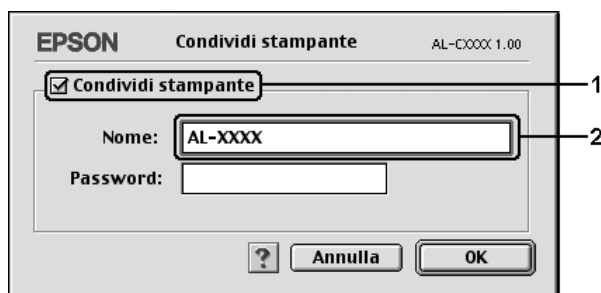 EPSON Condividi stampante AL-CXXXX 1.00
Condividi stampante 1
Nome: AL-XXXX 2
Password:
? Annulla OK